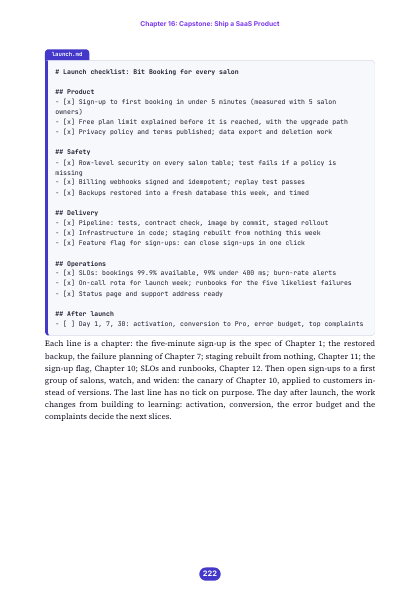 Chapter 16: Capstone: Ship a SaaS Product
launch.md
# Launch checklist: Bit Booking for every salon
## Product
- [x] Sign-up to first booking in under 5 minutes (measured with 5 salon
owners)
- [x] Free plan limit explained before it is reached, with the upgrade path
- [x] Privacy policy and terms published; data export and deletion work
## Safety
- [x] Row-level security on every salon table; test fails if a policy is
missing
- [x] Billing webhooks signed and idempotent; replay test passes
- [x] Backups restored into a fresh database this week, and timed
## Delivery
- [x] Pipeline: tests, contract check, image by commit, staged rollout
- [x] Infrastructure in code; staging rebuilt from nothing this week
- [x] Feature flag for sign-ups: can close sign-ups in one click
## Operations
- [x] SLOs: bookings 99.9% available, 99% under 400 ms; burn-rate alerts
- [x] On-call rota for launch week; runbooks for the five likeliest failures
- [x] Status page and support address ready
## After launch
- [ ] Day 1, 7, 30: activation, conversion to Pro, error budget, top complaints
Each line is a chapter: the five-minute sign-up is the spec of Chapter 1; the restored
backup, the failure planning of Chapter 7; staging rebuilt from nothing, Chapter 11; the
sign-up flag, Chapter 10; SLOs and runbooks, Chapter 12. Then open sign-ups to a first
group of salons, watch, and widen: the canary of Chapter 10, applied to customers in-
stead of versions. The last line has no tick on purpose. The day after launch, the work
changes from building to learning: activation, conversion, the error budget and the
complaints decide the next slices.
222